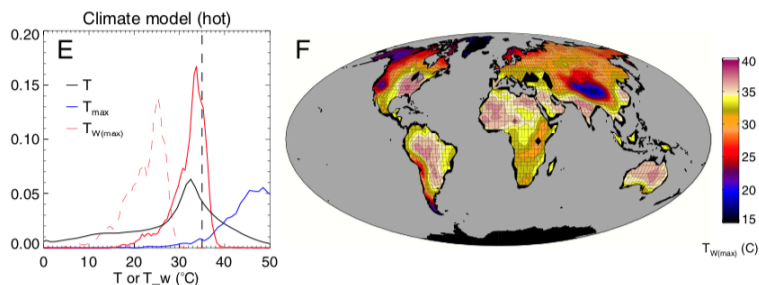 Climate model (hot)
E
F
0.20
0.15
0.10
0.05
0.00
T
T_max
T_W(max)
0 10 20 30 40 50
T or T_w (°C)
40
35
30
25
20
15
T_W(max) (C)